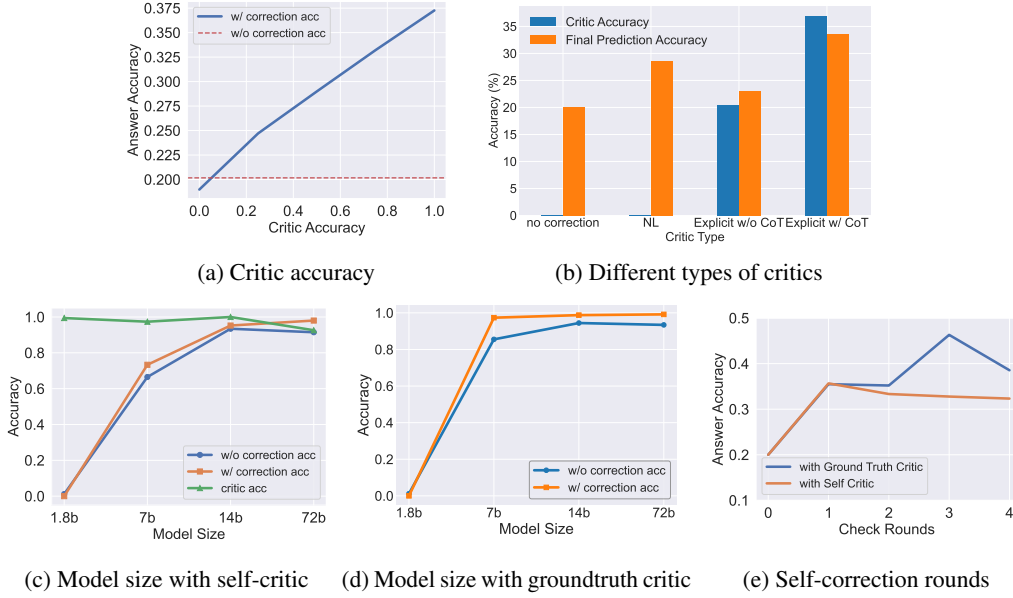 0.375
0.350
0.325
0.300
0.275
0.250
0.225
0.200
Answer Accuracy
w/ correction acc
w/o correction acc
0.0 0.2 0.4 0.6 0.8 1.0
Critic Accuracy
(a) Critic accuracy
35
30
25
20
15
10
5
0
Accuracy (%)
Critic Accuracy
Final Prediction Accuracy
no correction NL Explicit w/o CoT Explicit w/ CoT
Critic Type
(b) Different types of critics
1.0
0.8
0.6
0.4
0.2
0.0
Accuracy
w/o correction acc
w/ correction acc
critic acc
1.8b 7b 14b 72b
Model Size
(c) Model size with self-critic
1.0
0.8
0.6
0.4
0.2
0.0
Accuracy
w/o correction acc
w/ correction acc
1.8b 7b 14b 72b
Model Size
(d) Model size with groundtruth critic
0.5
0.4
0.3
0.2
0.1
Answer Accuracy
with Ground Truth Critic
with Self Critic
0 1 2 3 4
Check Rounds
(e) Self-correction rounds